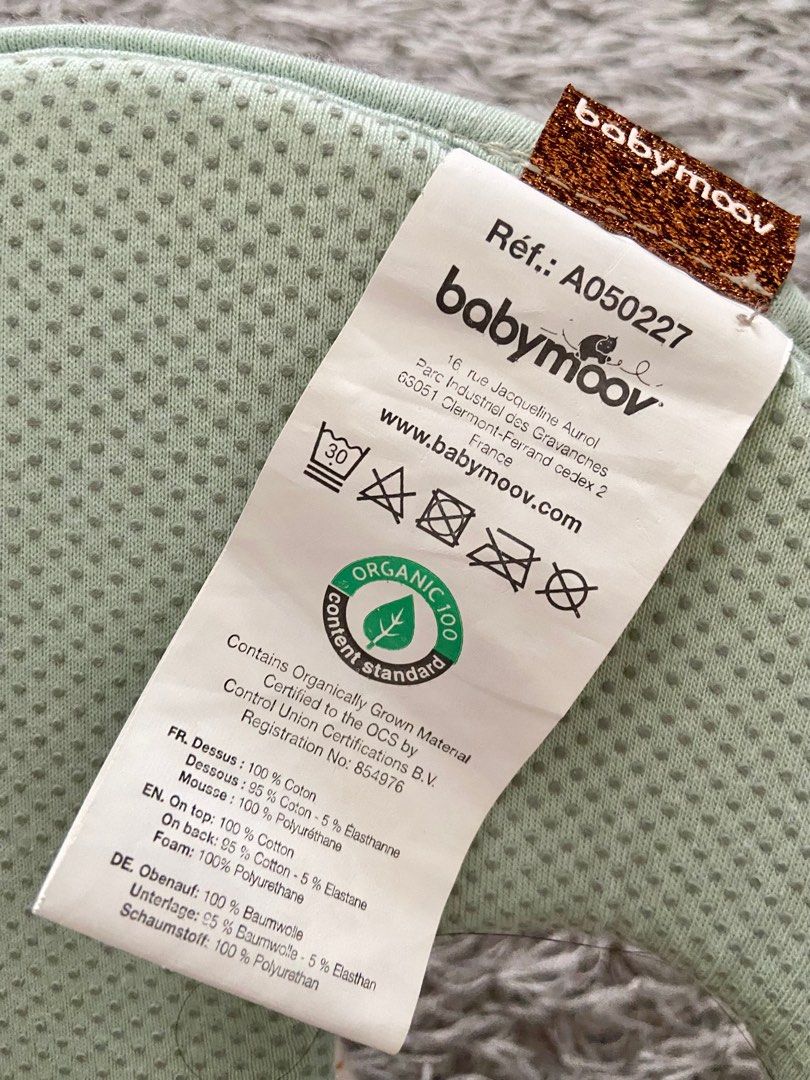 babymoov
Réf.: A050227
babymoov
16 rue Jacqueline Auriol
Parc Industriel des Gravanches
63051 Clermont-Ferrand cedex 2
France
www.babymoov.com
30
ORGANIC 100
content standard
Contains Organically Grown Material
Certified to the OCS by
Control Union Certifications B.V.
Registration No: 854976
FR. Dessus : 100 % Coton
Dessous : 95 % Coton - 5 % Élasthanne
Mousse : 100 % Polyuréthane
EN. On top: 100 % Cotton
On back: 95 % Cotton - 5 % Elastane
Foam: 100% Polyurethane
DE. Obenauf: 100 % Baumwolle
Unterlage: 95 % Baumwolle - 5 % Elasthan
Schaumstoff: 100 % Polyurethan